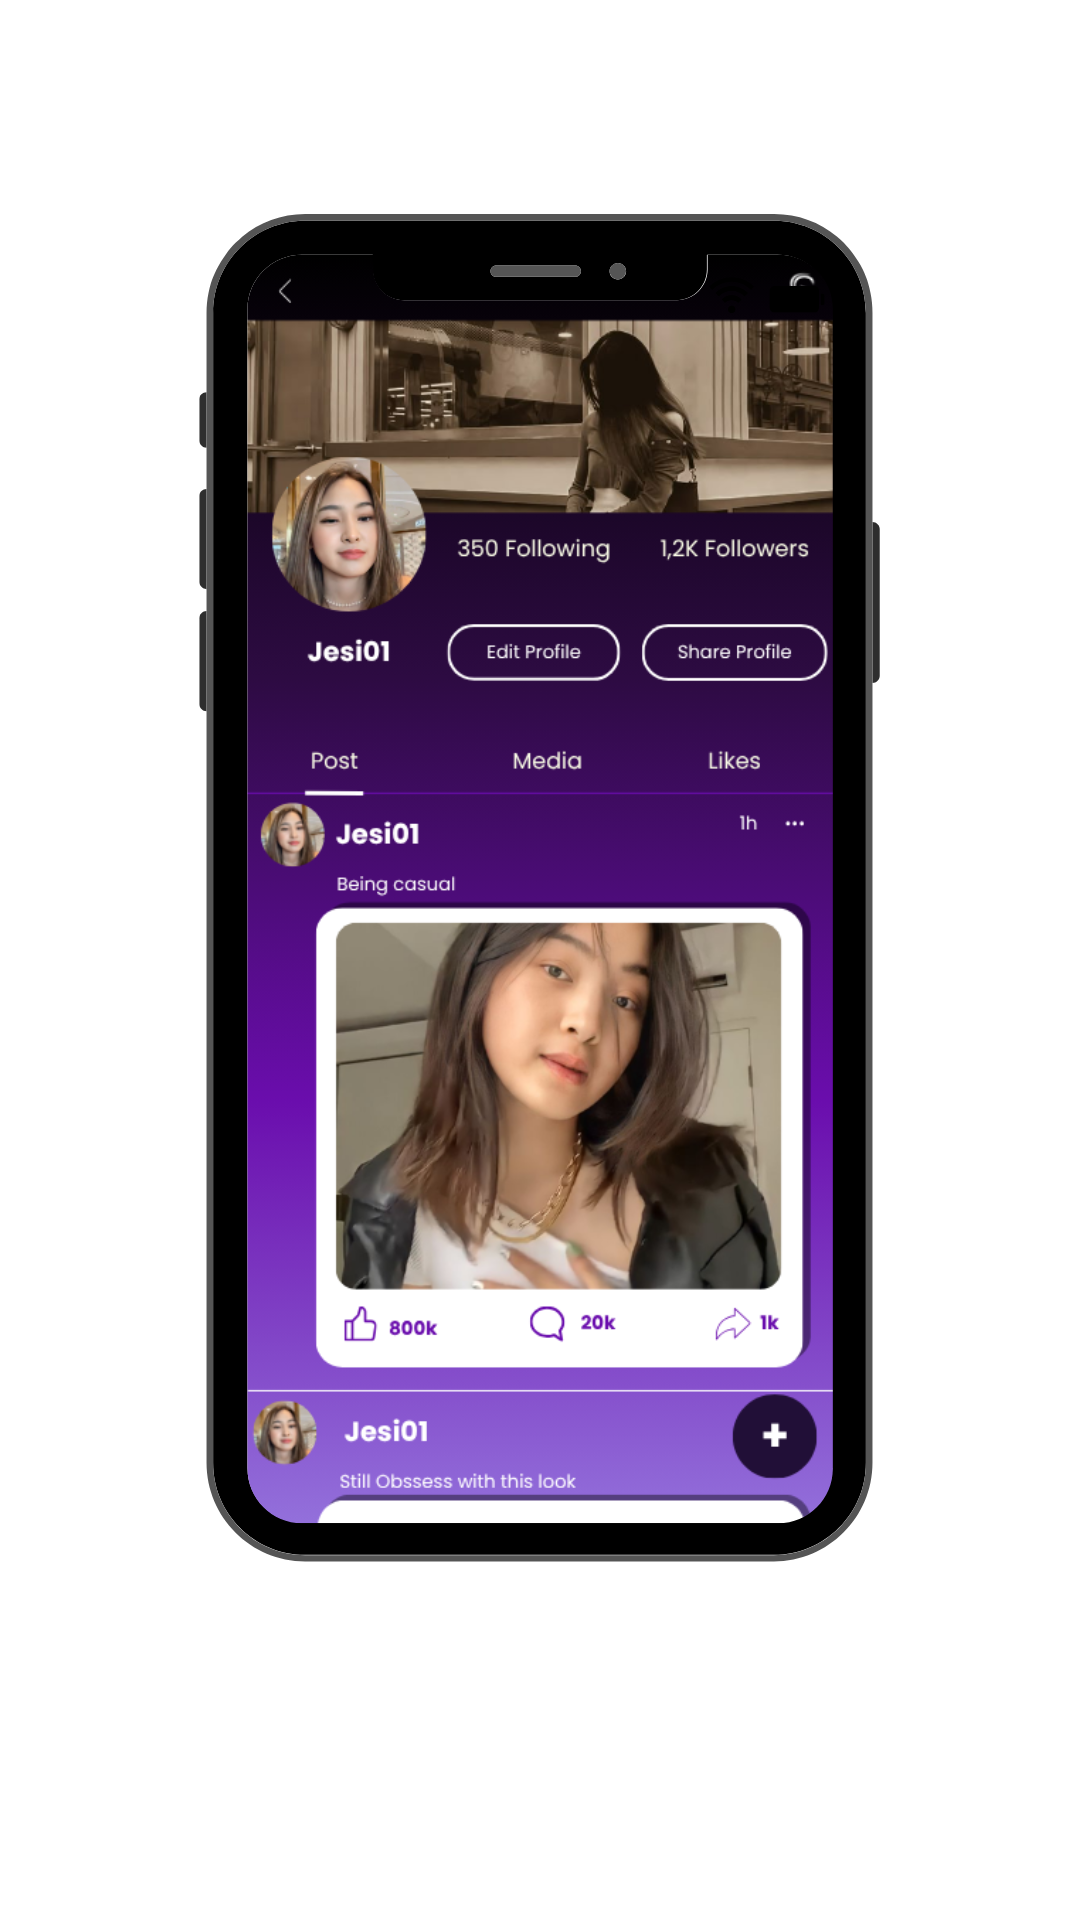 350 Following 1,2K Followers
Jesi01 Edit Profile Share Profile
Post Media Likes
Jesi01 1h
Being casual
800k 20k 1k
Jesi01
Still Obssess with this look